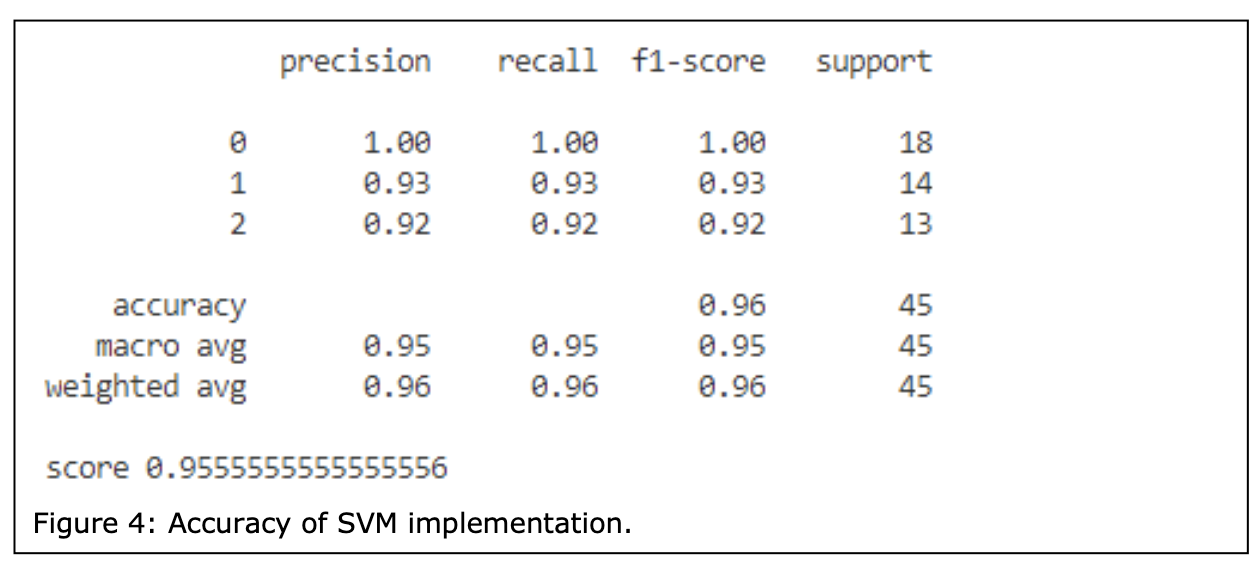 precision recall f1-score support
0 1.00 1.00 1.00 18
1 0.93 0.93 0.93 14
2 0.92 0.92 0.92 13
accuracy 0.96 45
macro avg 0.95 0.95 0.95 45
weighted avg 0.96 0.96 0.96 45
score 0.9555555555555556
Figure 4: Accuracy of SVM implementation.